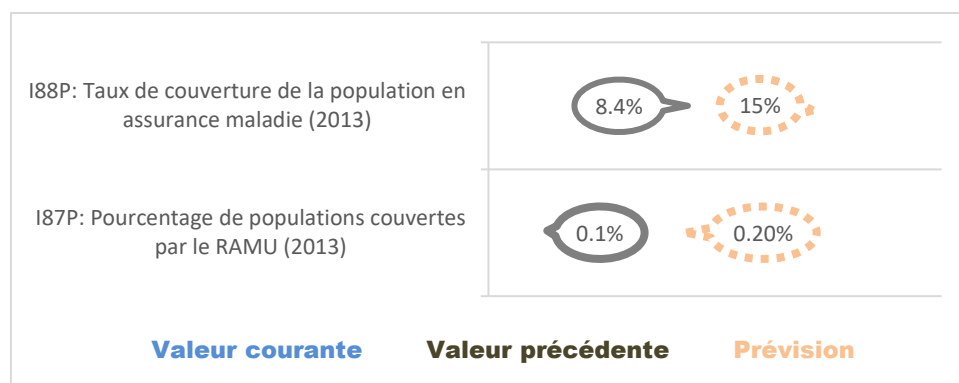 I88P: Taux de couverture de la population en
assurance maladie (2013)
8.4%
15%
I87P: Pourcentage de populations couvertes
par le RAMU (2013)
0.1%
0.20%
Valeur courante Valeur précédente Prévision